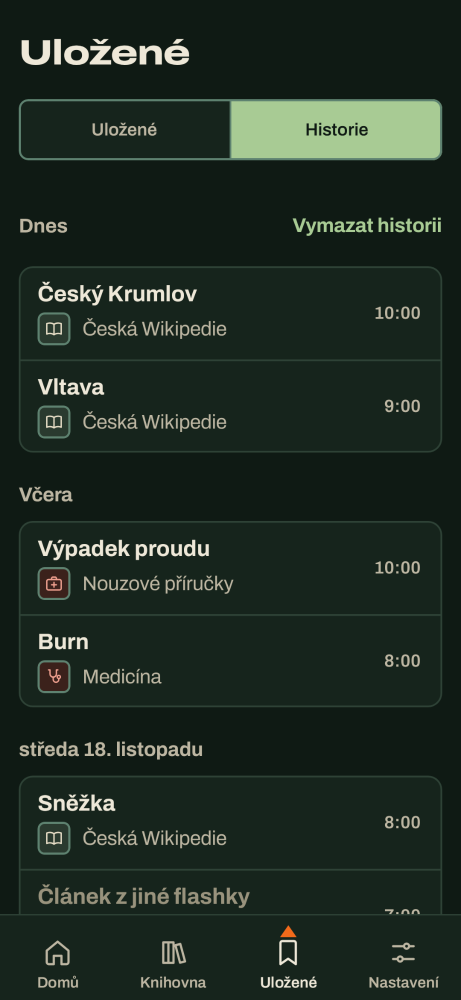 Uložené
Uložené
Historie
Dnes
Vymazat historii
Český Krumlov
Česká Wikipedie
10:00
Vltava
Česká Wikipedie
9:00
Včera
Výpadek proudu
Nouzové příručky
10:00
Burn
Medicína
8:00
středa 18. listopadu
Sněžka
Česká Wikipedie
8:00
Článek z jiné flashky
Domů
Knihovna
Uložené
Nastavení